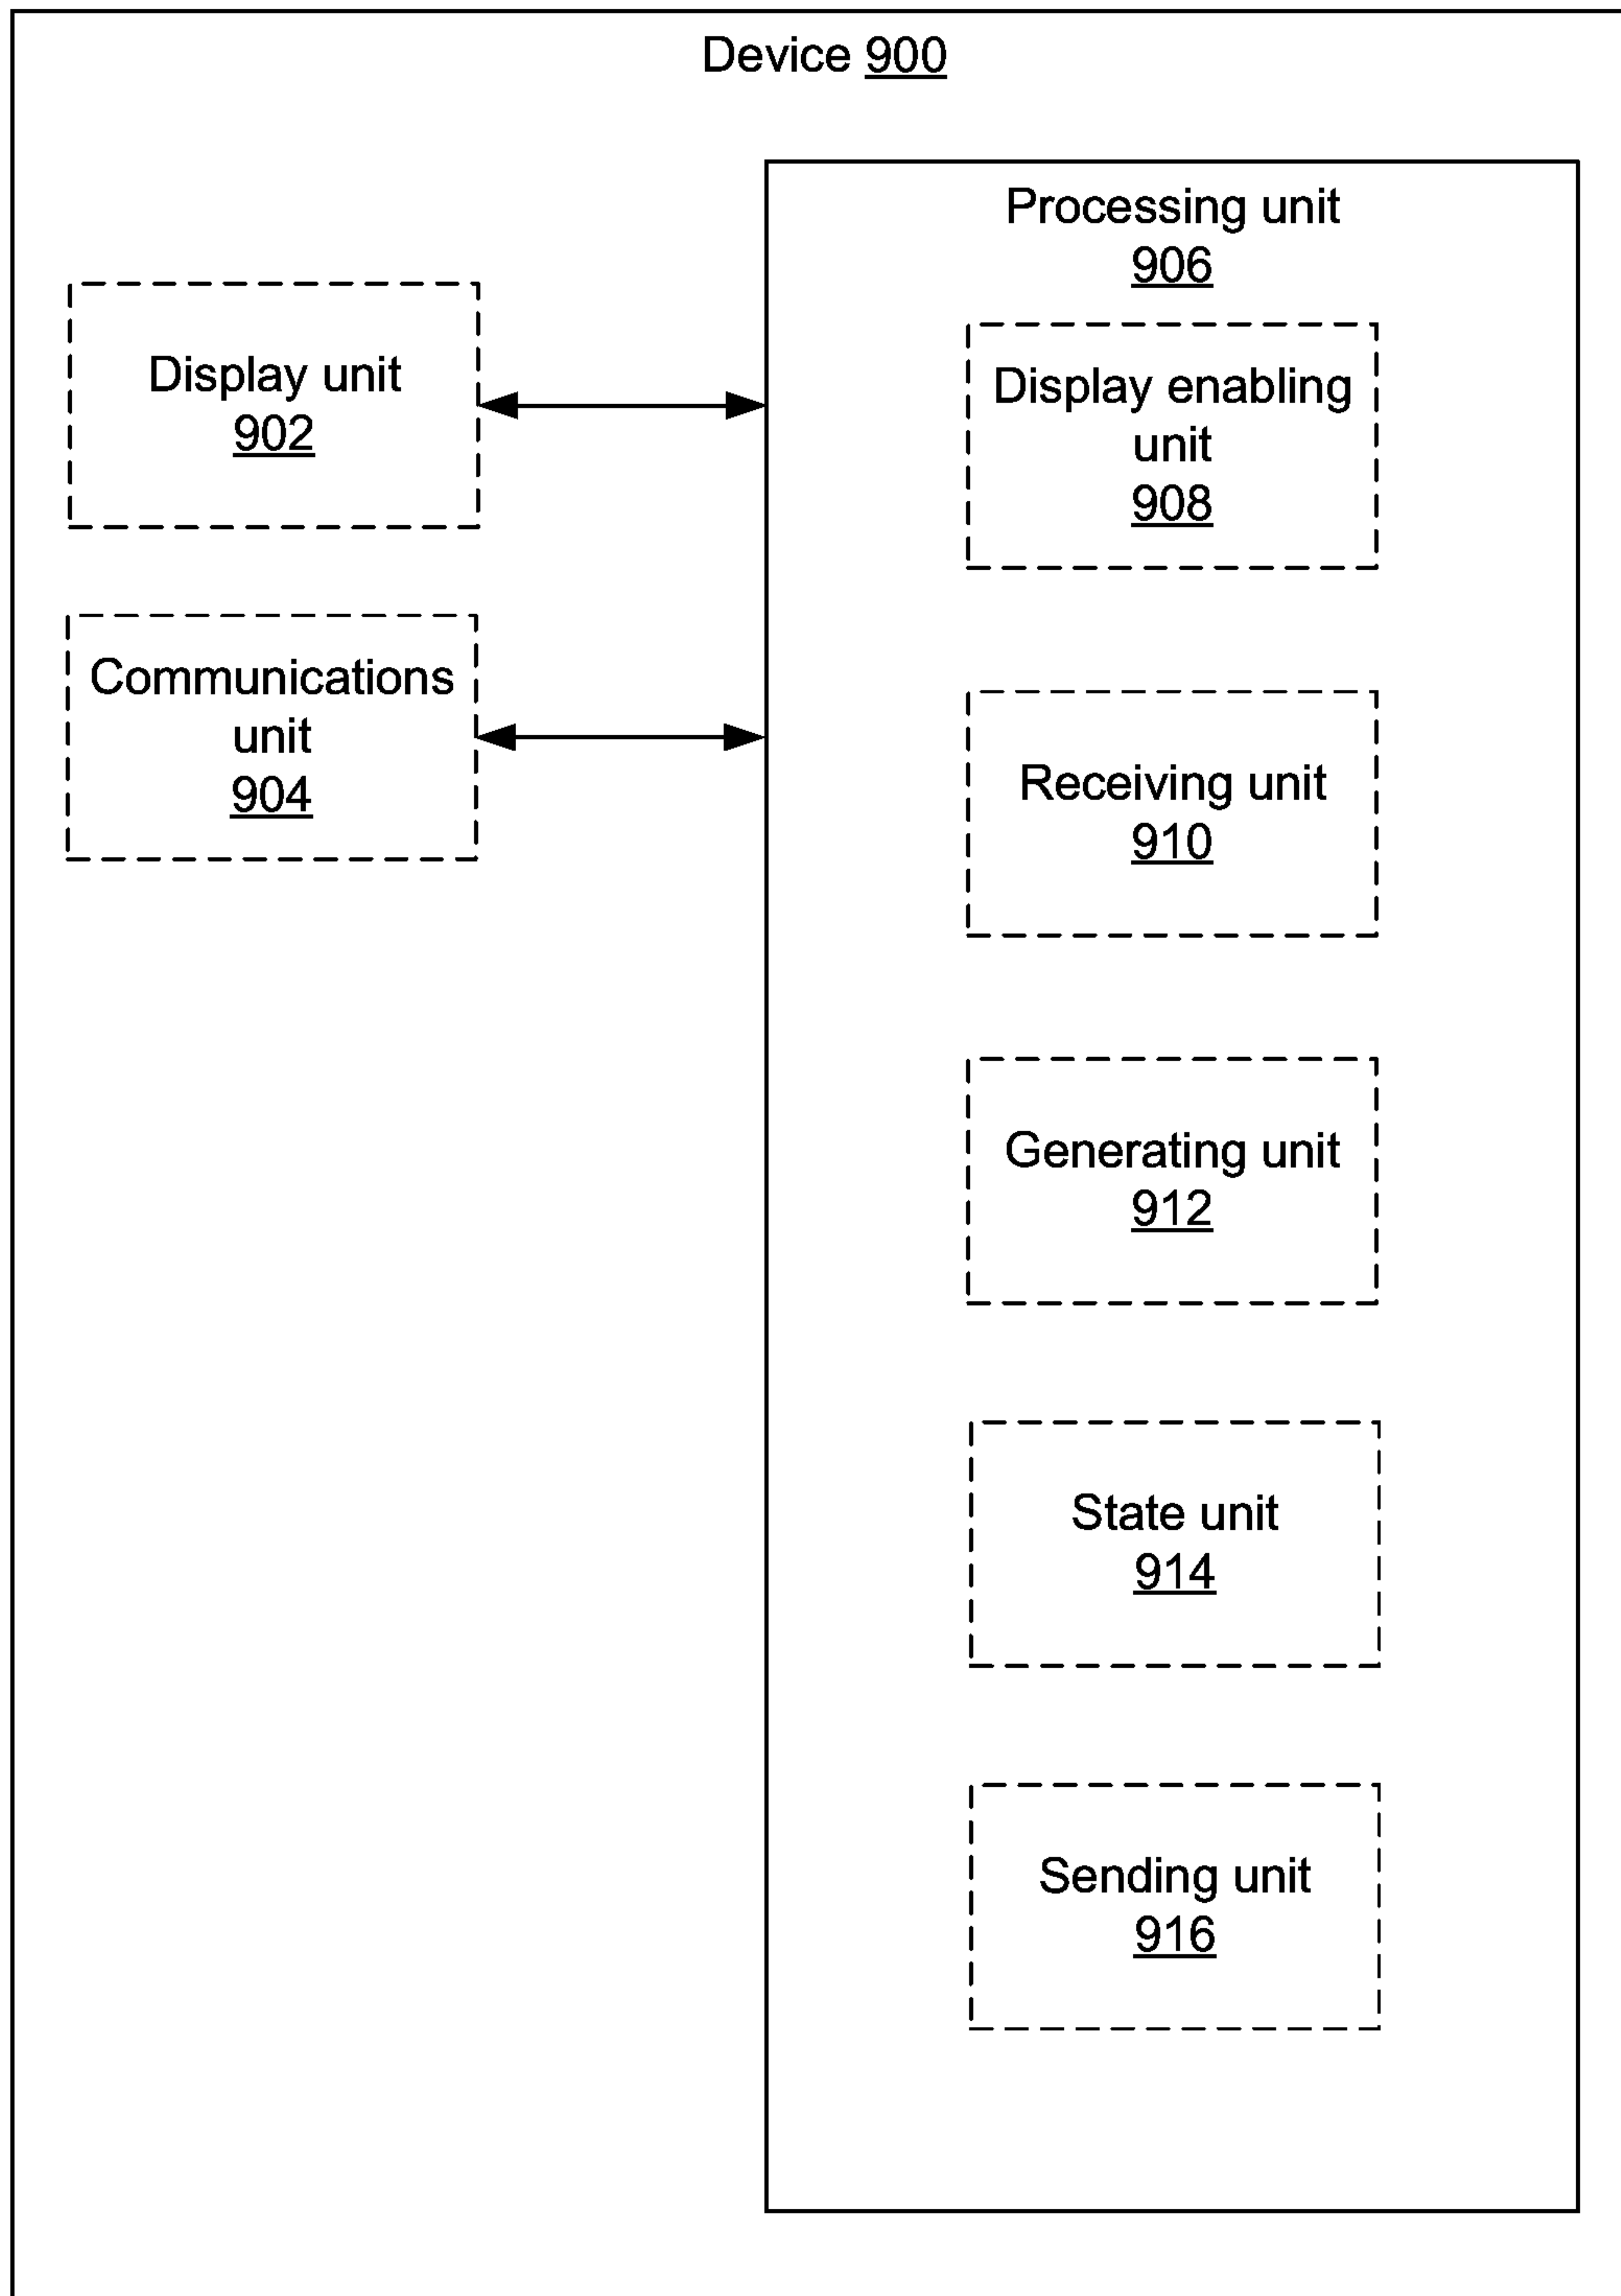 Device 900
Display unit
902
Communications
unit
904
Processing unit
906
Display enabling
unit
908
Receiving unit
910
Generating unit
912
State unit
914
Sending unit
916